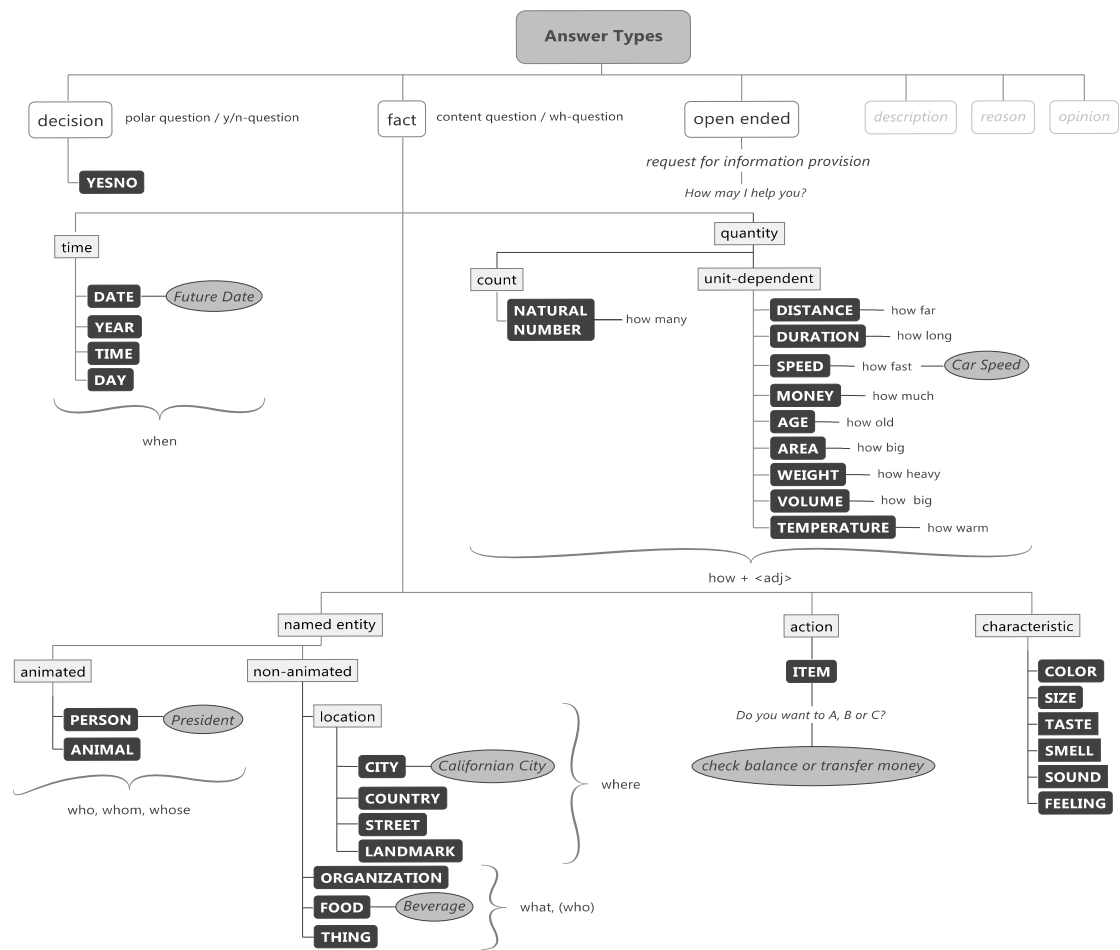 Answer Types
decision
polar question / y/n-question
fact
content question / wh-question
open ended
description
reason
opinion
request for information provision
YESNO
How may I help you?
time
quantity
count
unit-dependent
DATE
Future Date
YEAR
TIME
DAY
when
NATURAL
NUMBER
how many
DISTANCE
how far
DURATION
how long
SPEED
how fast
Car Speed
MONEY
how much
AGE
how old
AREA
how big
WEIGHT
how heavy
VOLUME
how big
TEMPERATURE
how warm
how + <adj>
named entity
action
characteristic
animated
non-animated
PERSON
President
ANIMAL
who, whom, whose
location
CITY
Californian City
COUNTRY
STREET
LANDMARK
where
ORGANIZATION
FOOD
Beverage
THING
what, (who)
ITEM
Do you want to A, B or C?
check balance or transfer money
COLOR
SIZE
TASTE
SMELL
SOUND
FEELING